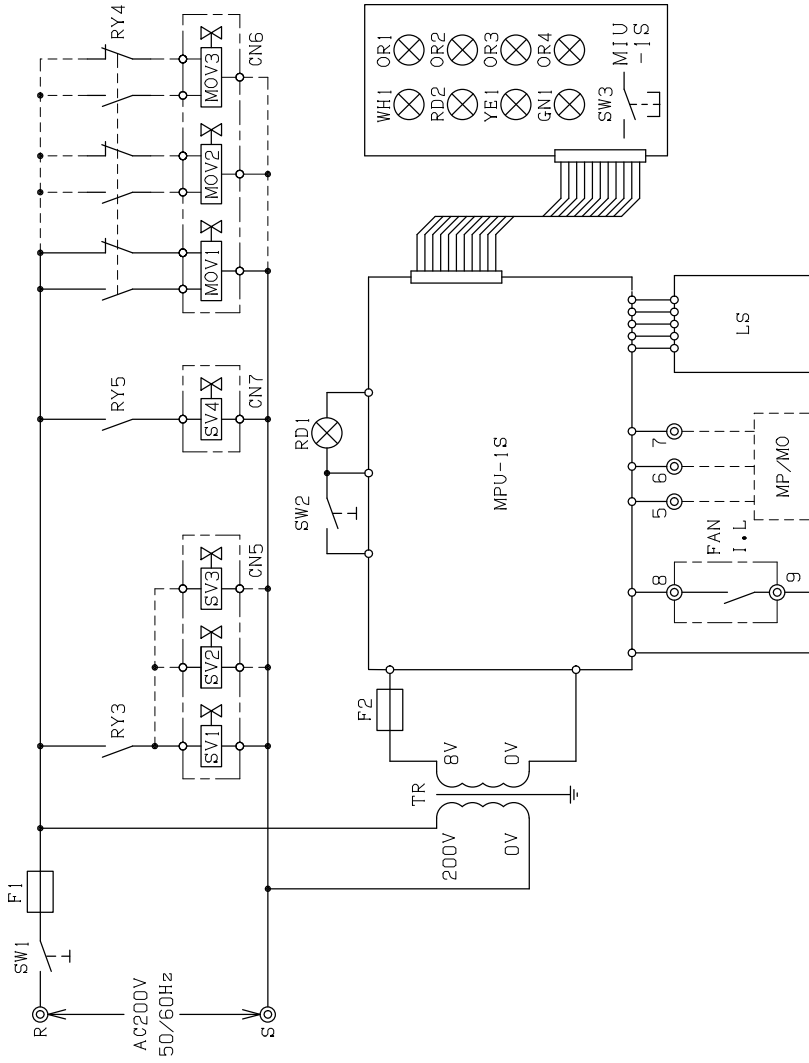 R
AC200V
50/60Hz
S
SW1
F1
RY3
SV1
SV2
SV3
CN5
RY5
SV4
CN7
RY4
MOV1
MOV2
MOV3
CN6
TR
200V
0V
8V
0V
F2
SW2
RD1
MPU-1S
8
FAN
I.L
9
5
6
7
MP/MO
LS
WH1
OR1
RD2
OR2
YE1
OR3
GN1
OR4
SW3
MIU
-1S